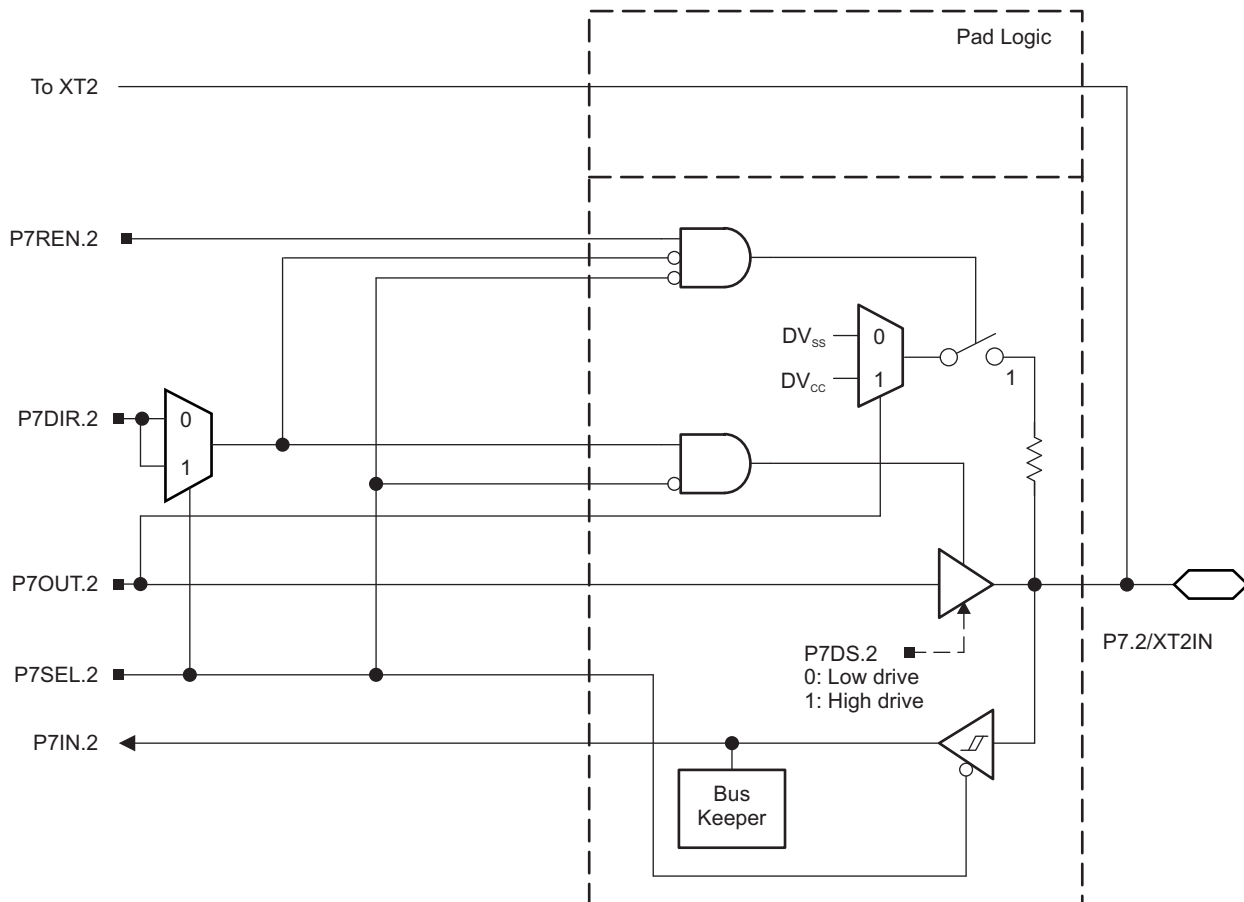 Pad Logic
To XT2
P7REN.2
DVSS
0
DVCC
1
1
P7DIR.2
0
1
P7OUT.2
P7DS.2
0: Low drive
1: High drive
P7.2/XT2IN
P7SEL.2
P7IN.2
Bus
Keeper